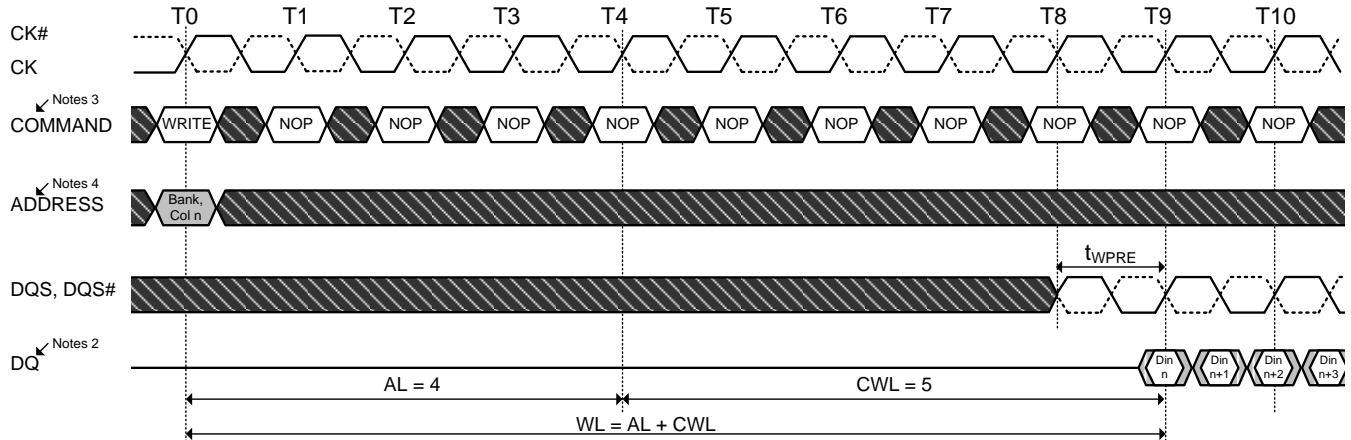 T0 T1 T2 T3 T4 T5 T6 T7 T8 T9 T10
CK#
CK
Notes 3
COMMAND
WRITE NOP NOP NOP NOP NOP NOP NOP NOP NOP NOP
Notes 4
ADDRESS
Bank,
Col n
tWPRE
DQS, DQS#
Notes 2
DQ
Din
n
Din
n+1
Din
n+2
Din
n+3
AL = 4
CWL = 5
WL = AL + CWL